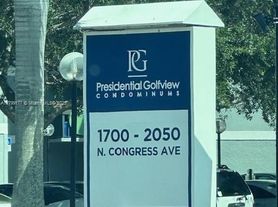 PG
Presidential Golfview
CONDOMINIUMS
1700 - 2050
N. CONGRESS AVE